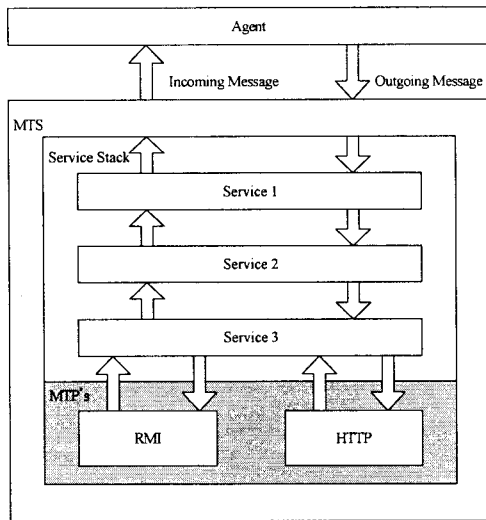 Agent
Incoming Message
Outgoing Message
MTS
Service Stack
Service 1
Service 2
Service 3
MTP's
RMI
HTTP